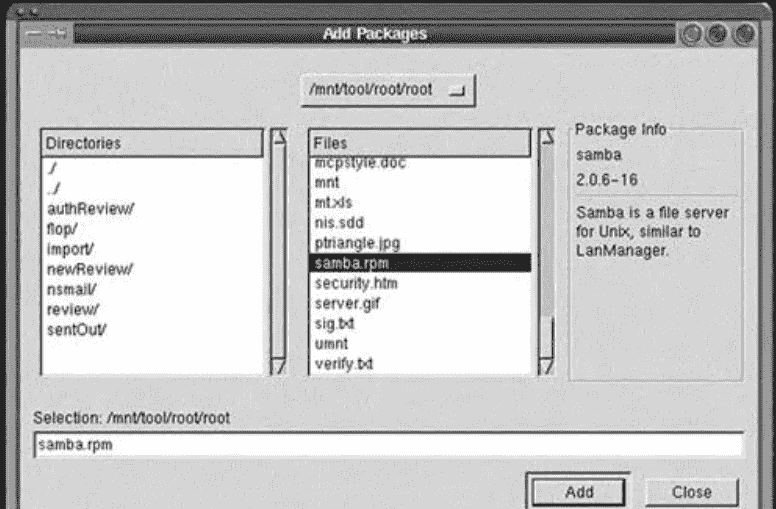 Add Packages
/mnt/tool/root/root
Directories
./
../
authReview/
flop/
import/
newReview/
nsmail/
review/
sentOut/
Files
mcpstyle.doc
mnt
mt.xls
nis.sdd
ptriangle.jpg
samba.rpm
security.htm
server.gif
sig.txt
umnt
verify.txt
Package Info
samba
2.0.6-16
Samba is a file server
for Unix, similar to
LanManager.
Selection: /mnt/tool/root/root
samba.rpm
Add
Close